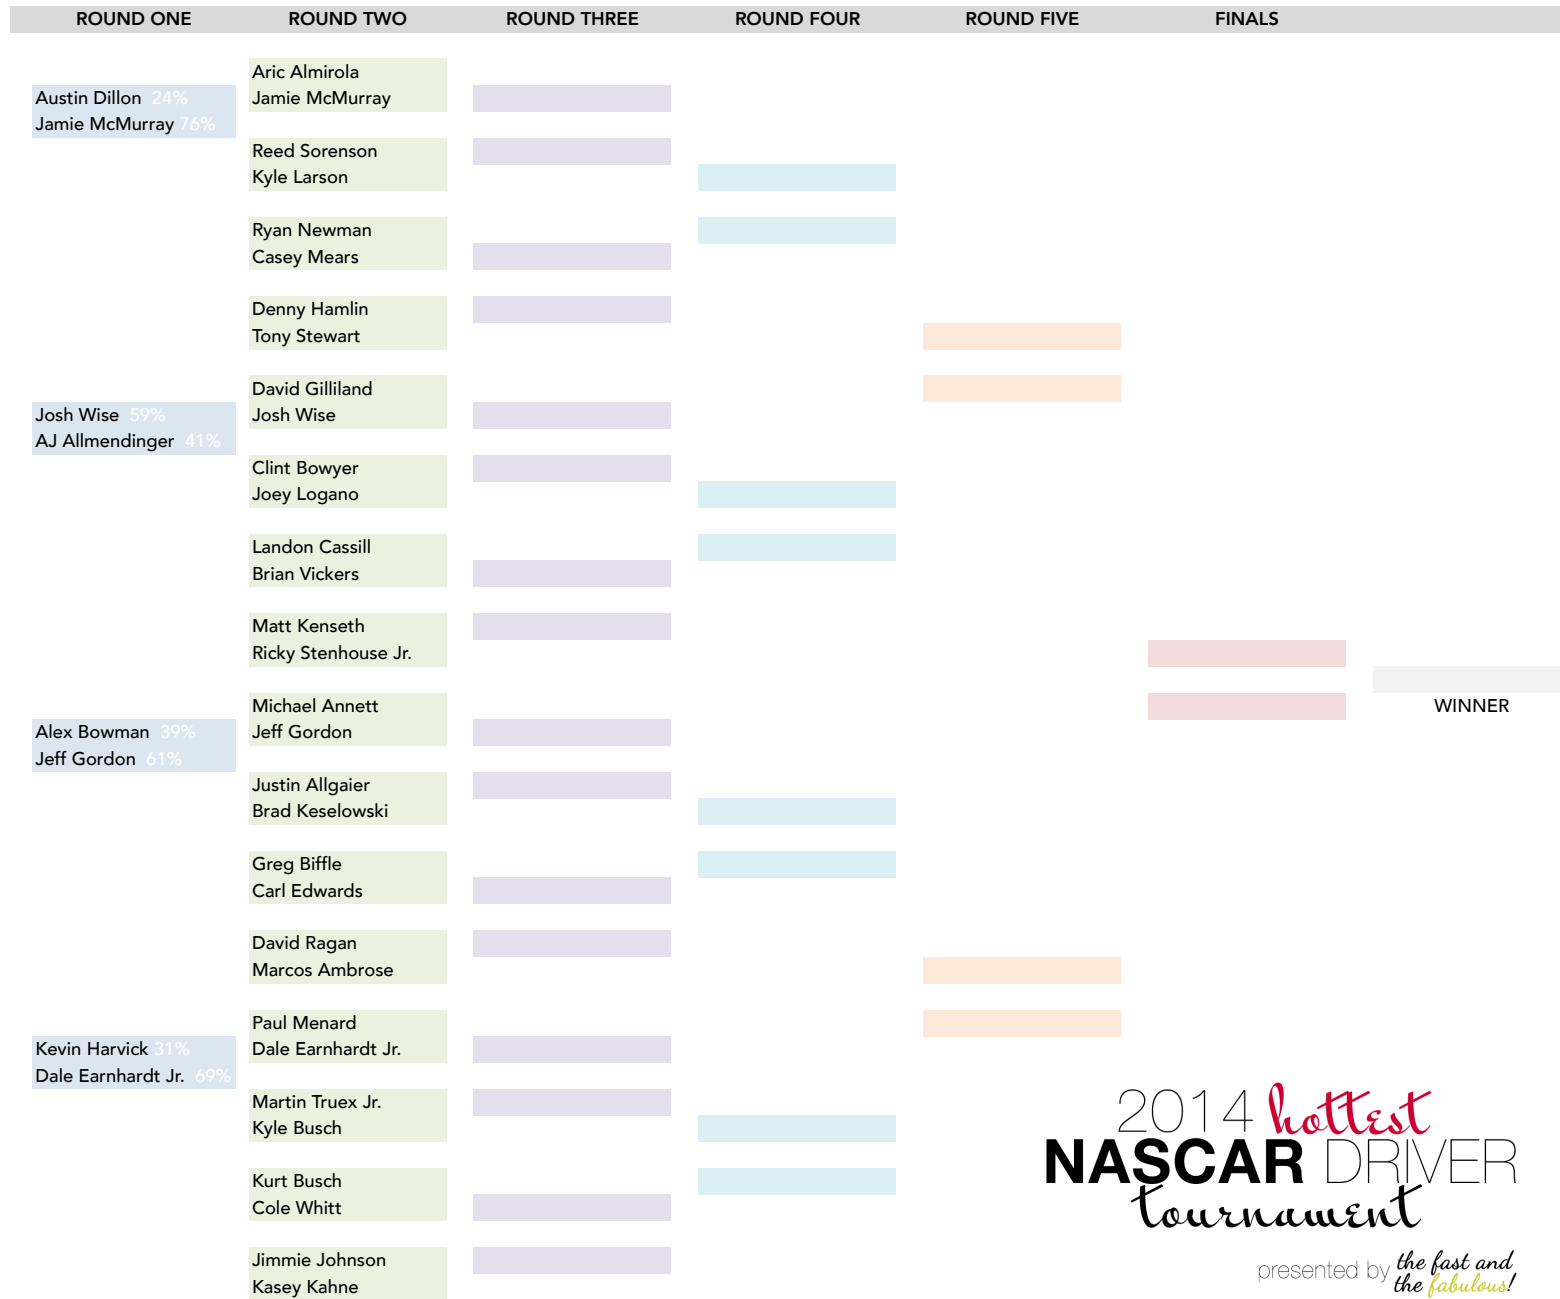 ROUND ONE ROUND TWO ROUND THREE ROUND FOUR ROUND FIVE FINALS
Austin Dillon 24%
Jamie McMurray 76%
Josh Wise 59%
AJ Allmendinger 41%
Alex Bowman 39%
Jeff Gordon 61%
Kevin Harvick 31%
Dale Earnhardt Jr. 69%
Aric Almirola
Jamie McMurray
Reed Sorenson
Kyle Larson
Ryan Newman
Casey Mears
Denny Hamlin
Tony Stewart
David Gilliland
Josh Wise
Clint Bowyer
Joey Logano
Landon Cassill
Brian Vickers
Matt Kenseth
Ricky Stenhouse Jr.
Michael Annett
Jeff Gordon
Justin Allgaier
Brad Keselowski
Greg Biffle
Carl Edwards
David Ragan
Marcos Ambrose
Paul Menard
Dale Earnhardt Jr.
Martin Truex Jr.
Kyle Busch
Kurt Busch
Cole Whitt
Jimmie Johnson
Kasey Kahne
WINNER
2014 hottest
NASCAR DRIVER
tournament
presented by the fast and
the fabulous!